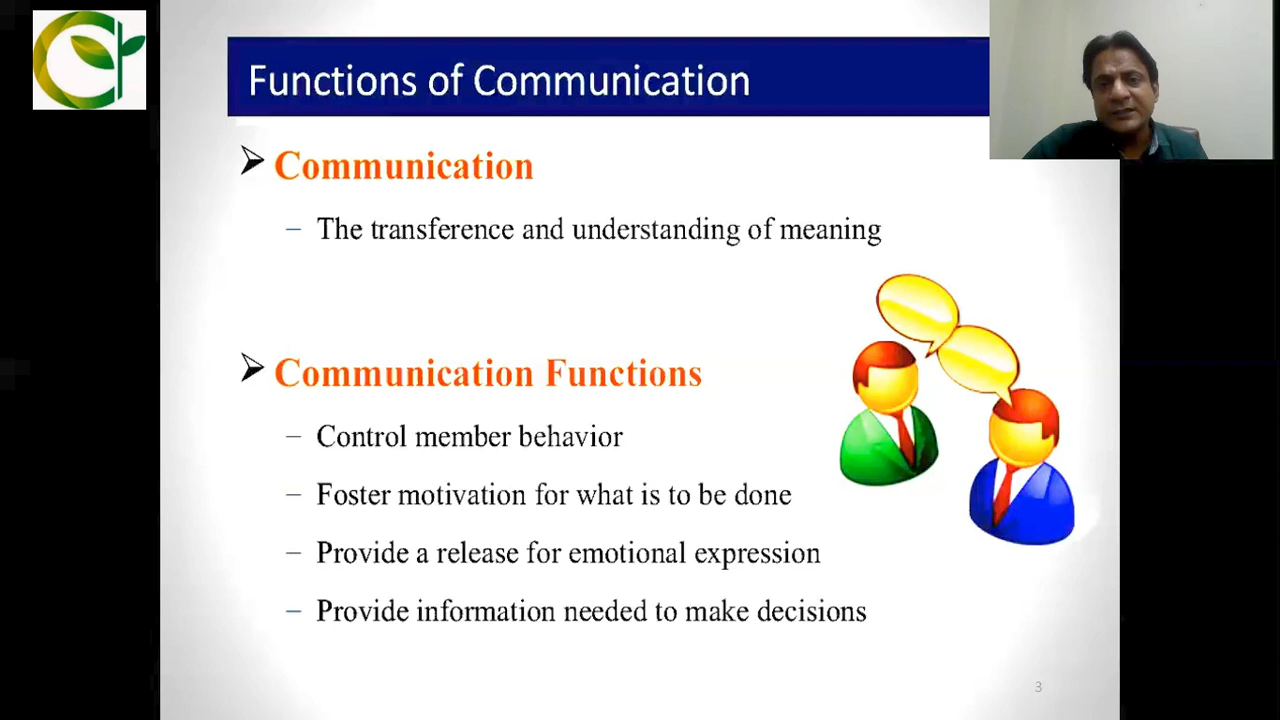 Functions of Communication
➢ Communication
– The transference and understanding of meaning
➢ Communication Functions
– Control member behavior
– Foster motivation for what is to be done
– Provide a release for emotional expression
– Provide information needed to make decisions
3